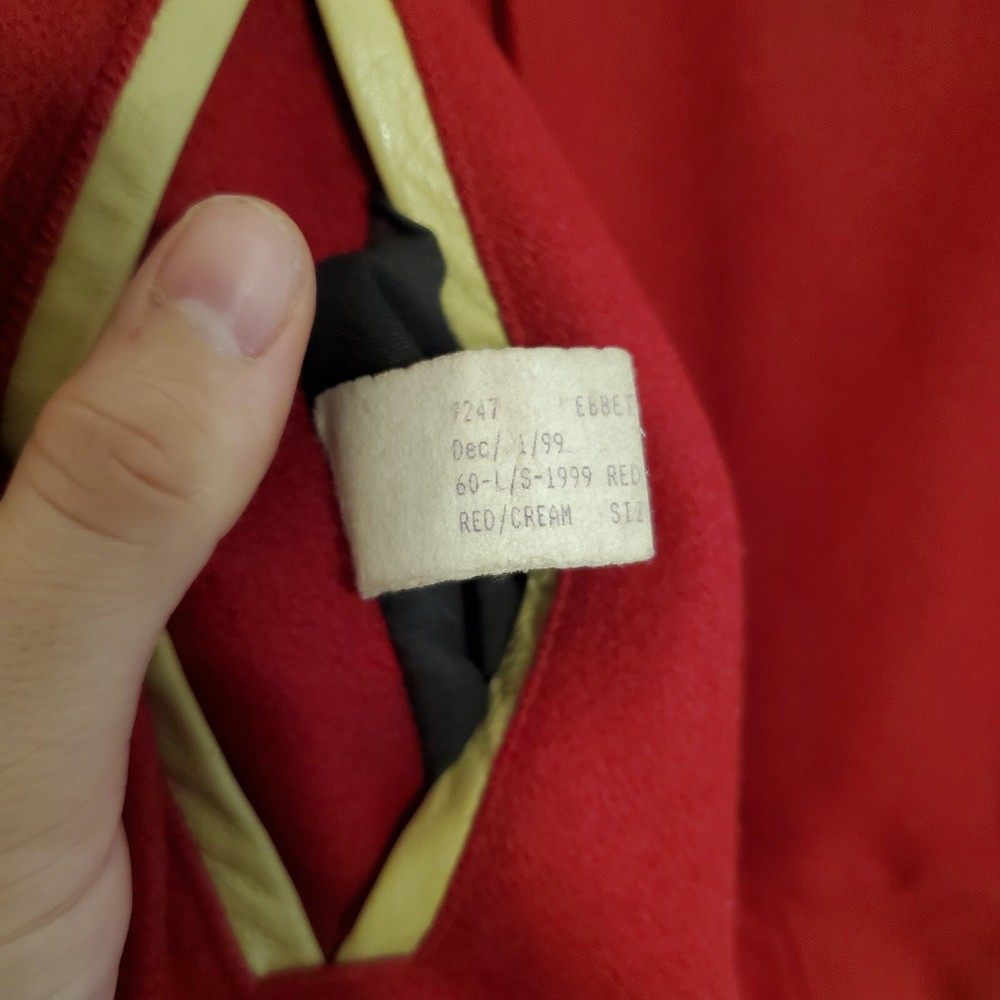 7247 "EBBET
Dec/ 1/99
60-L/S-1999 RED
RED/CREAM SIZ